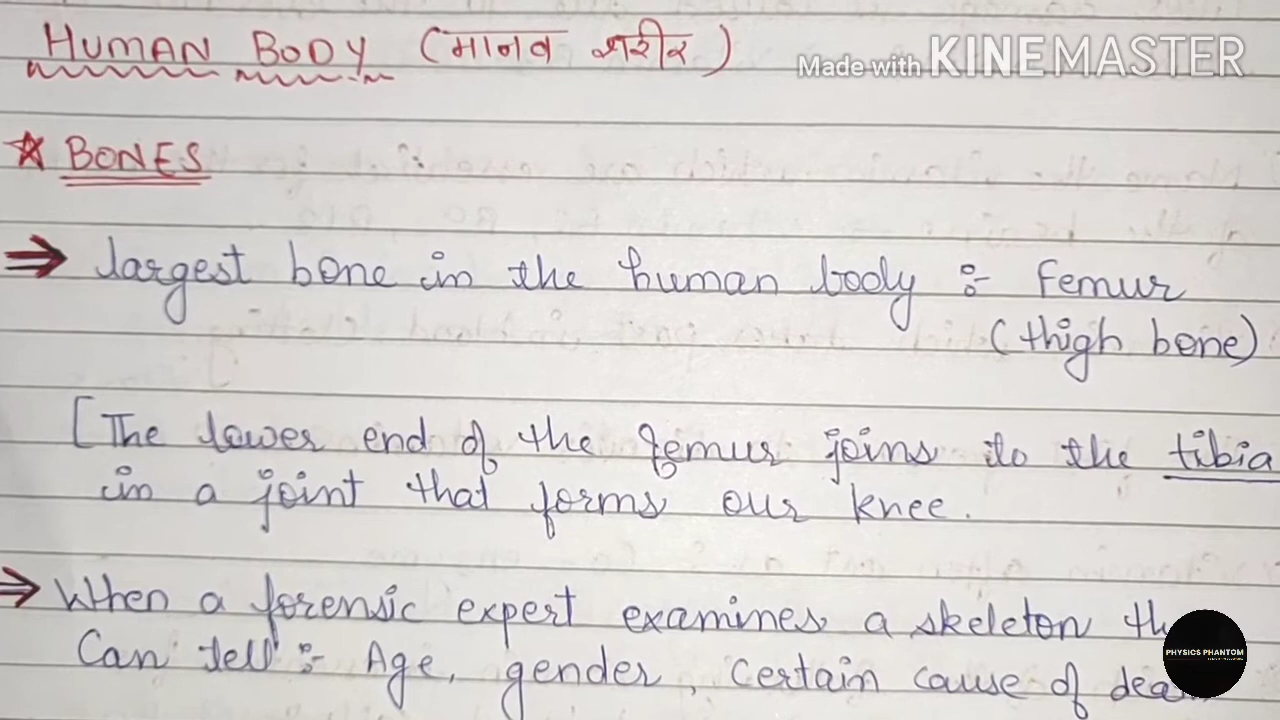 HUMAN BODY (मानव शरीर)
Made with KINEMASTER
★ BONES
⇒ largest bone in the human body :- Femur
(thigh bone)
[The lower end of the femur joins to the tibia
in a joint that forms our knee.
⇒ When a forensic expert examines a skeleton
Can tell :- Age, gender, certain cause of
PHYSICS PHANTOM